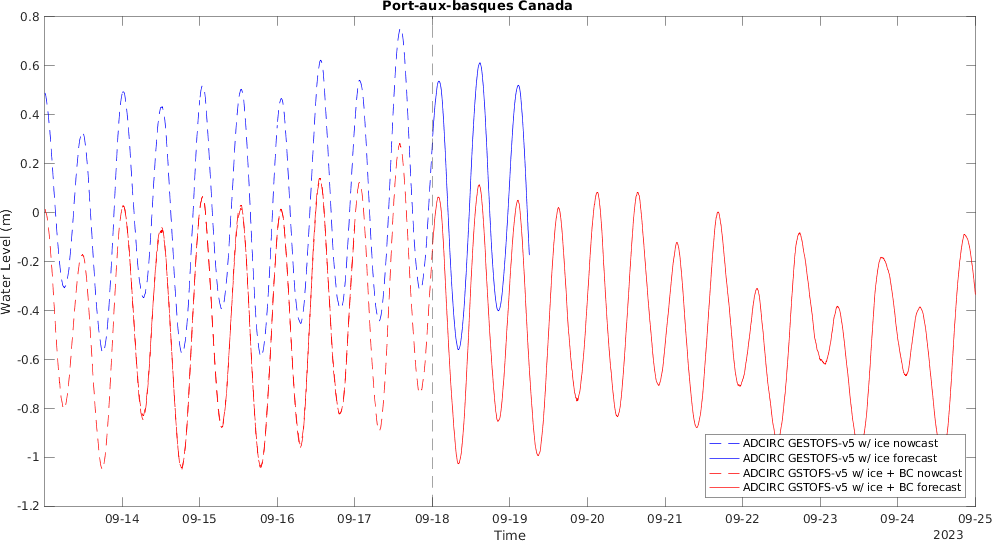 Port-aux-basques Canada
0.8
0.6
0.4
0.2
0
-0.2
-0.4
-0.6
-0.8
-1
-1.2
Water Level (m)
ADCIRC GESTOFS-v5 w/ ice nowcast
ADCIRC GESTOFS-v5 w/ ice forecast
ADCIRC GSTOFS-v5 w/ ice + BC nowcast
ADCIRC GSTOFS-v5 w/ ice + BC forecast
09-14 09-15 09-16 09-17 09-18 09-19 09-20 09-21 09-22 09-23 09-24 09-25
Time 2023